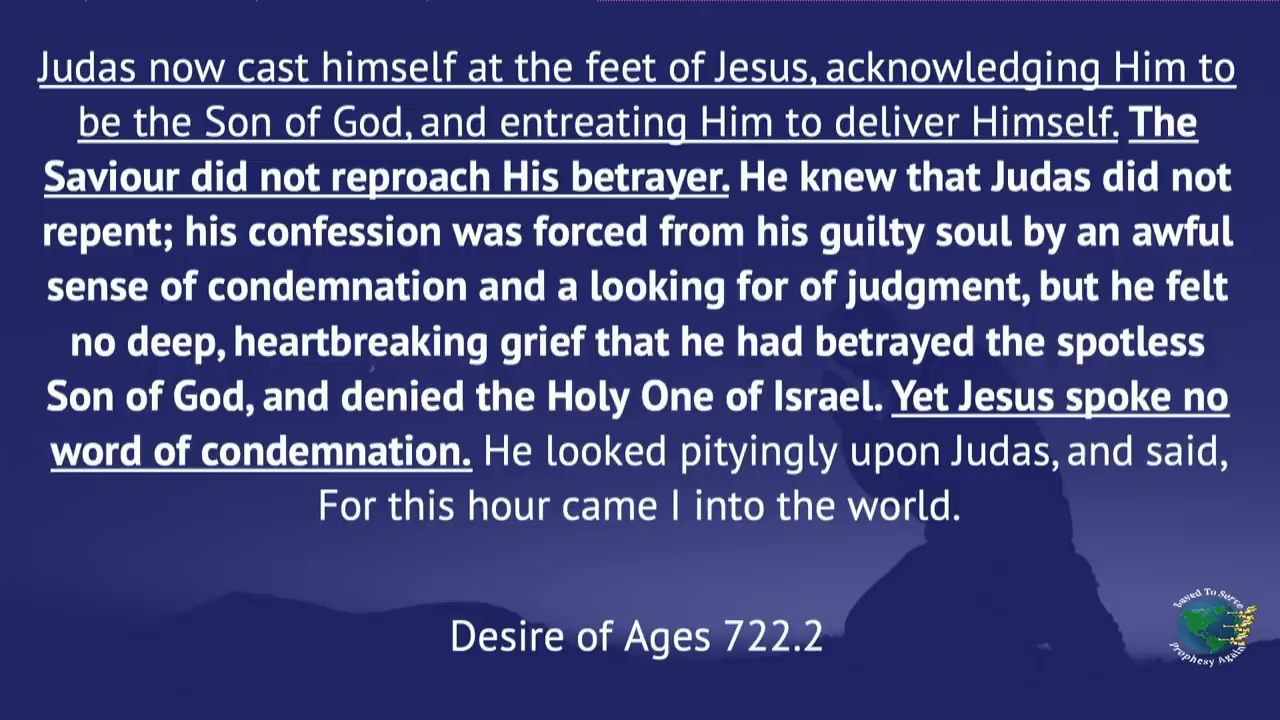 Judas now cast himself at the feet of Jesus, acknowledging Him to
be the Son of God, and entreating Him to deliver Himself. The
Saviour did not reproach His betrayer. He knew that Judas did not
repent; his confession was forced from his guilty soul by an awful
sense of condemnation and a looking for of judgment, but he felt
no deep, heartbreaking grief that he had betrayed the spotless
Son of God, and denied the Holy One of Israel. Yet Jesus spoke no
word of condemnation. He looked pityingly upon Judas, and said,
For this hour came I into the world.
Desire of Ages 722.2
To Serve
Prophesy Again